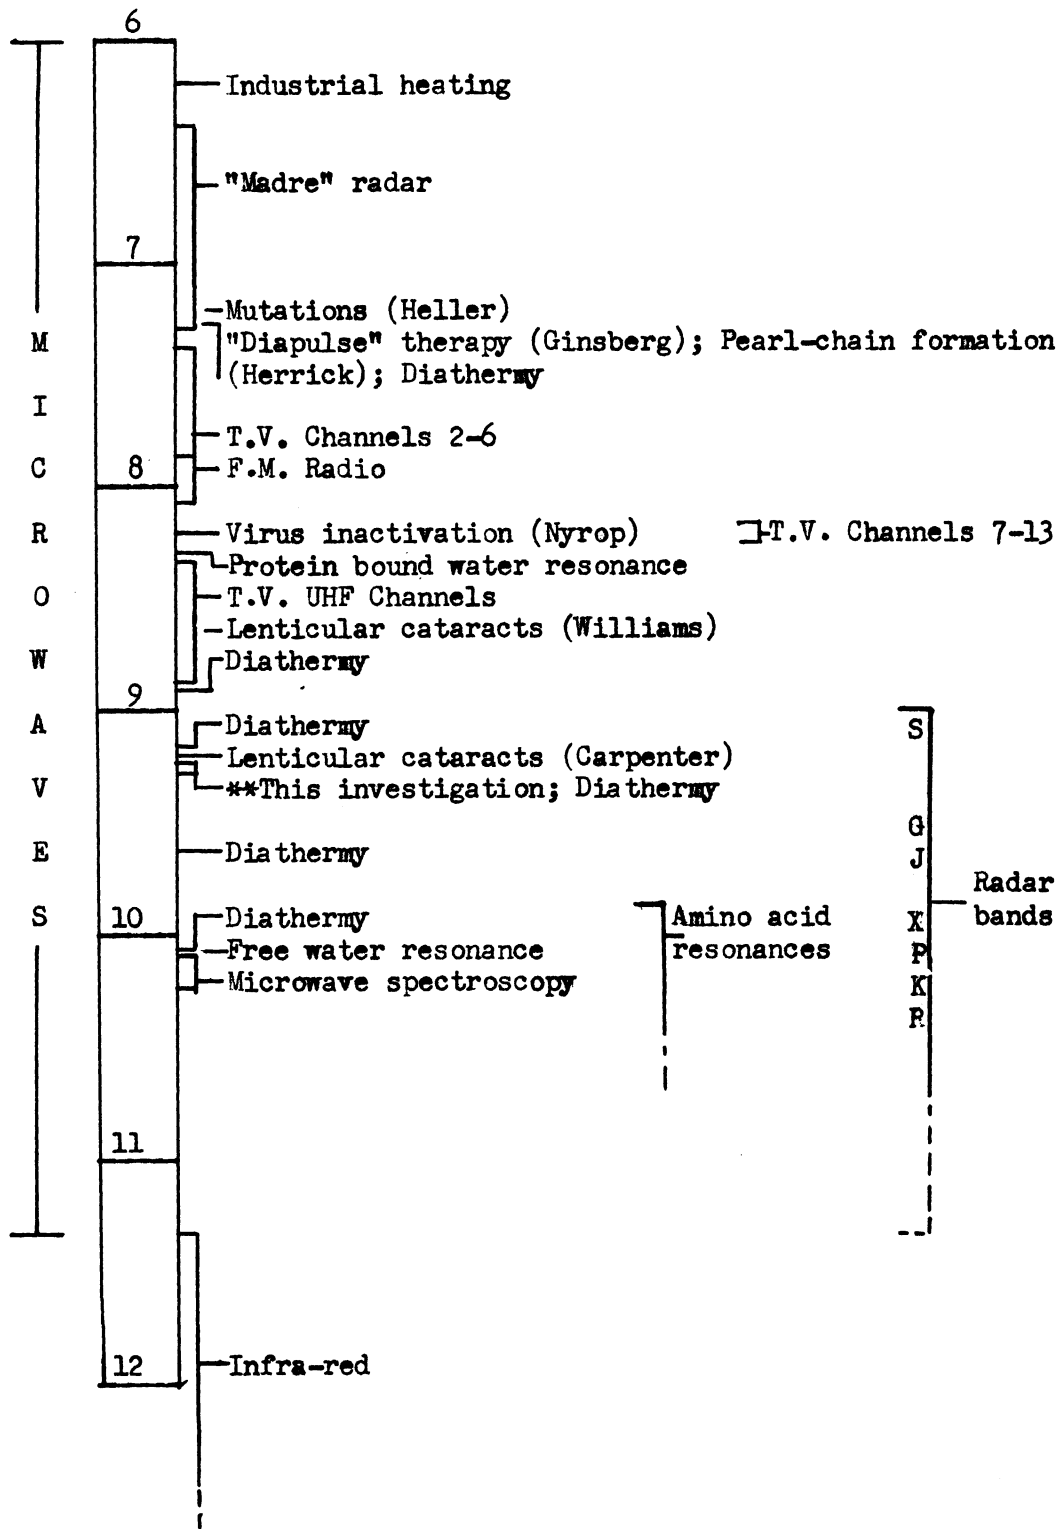 6
Industrial heating
"Madre" radar
7
Mutations (Heller)
"Diapulse" therapy (Ginsberg); Pearl-chain formation
(Herrick); Diathermy
T.V. Channels 2-6
8
F.M. Radio
Virus inactivation (Nyrop)
T.V. Channels 7-13
Protein bound water resonance
T.V. UHF Channels
Lenticular cataracts (Williams)
Diathermy
9
Diathermy
Lenticular cataracts (Carpenter)
**This investigation; Diathermy
Diathermy
10
Diathermy
Free water resonance
Microwave spectroscopy
Amino acid
resonances
11
12
Infra-red
M
I
C
R
O
W
A
V
E
S
S
G
J
X
P
K
R
Radar
bands